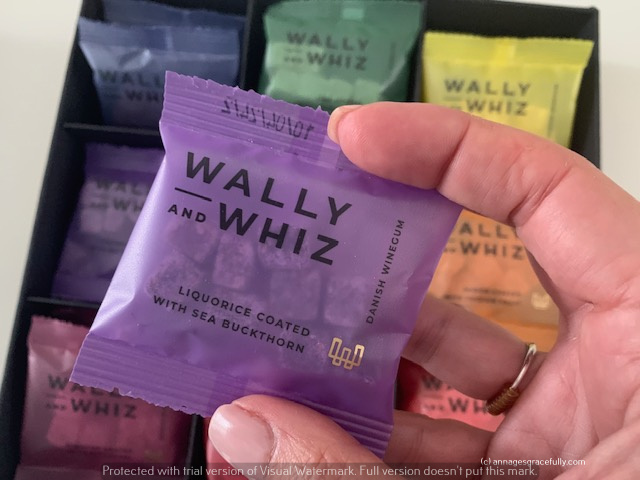 WALLY
AND WHIZ
LIQUORICE COATED
WITH SEA BUCKTHORN
DANISH WINEGUM
WALLY
WHIZ
WALLY
AND WHIZ
WALLY
AND WHIZ
WALLY
WHIZ
AND WHIZ
(c) annagesgracefully.com
Protected with trial version of Visual Watermark. Full version doesn't put this mark.